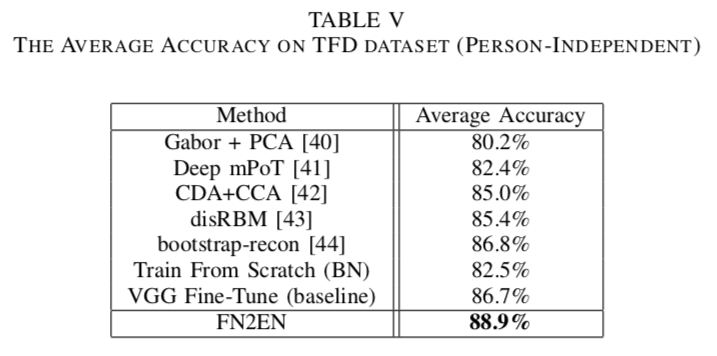 TABLE V
THE AVERAGE ACCURACY ON TFD DATASET (PERSON-INDEPENDENT)
Method Average Accuracy
Gabor + PCA [40] 80.2%
Deep mPoT [41] 82.4%
CDA+CCA [42] 85.0%
disRBM [43] 85.4%
bootstrap-recon [44] 86.8%
Train From Scratch (BN) 82.5%
VGG Fine-Tune (baseline) 86.7%
FN2EN 88.9%